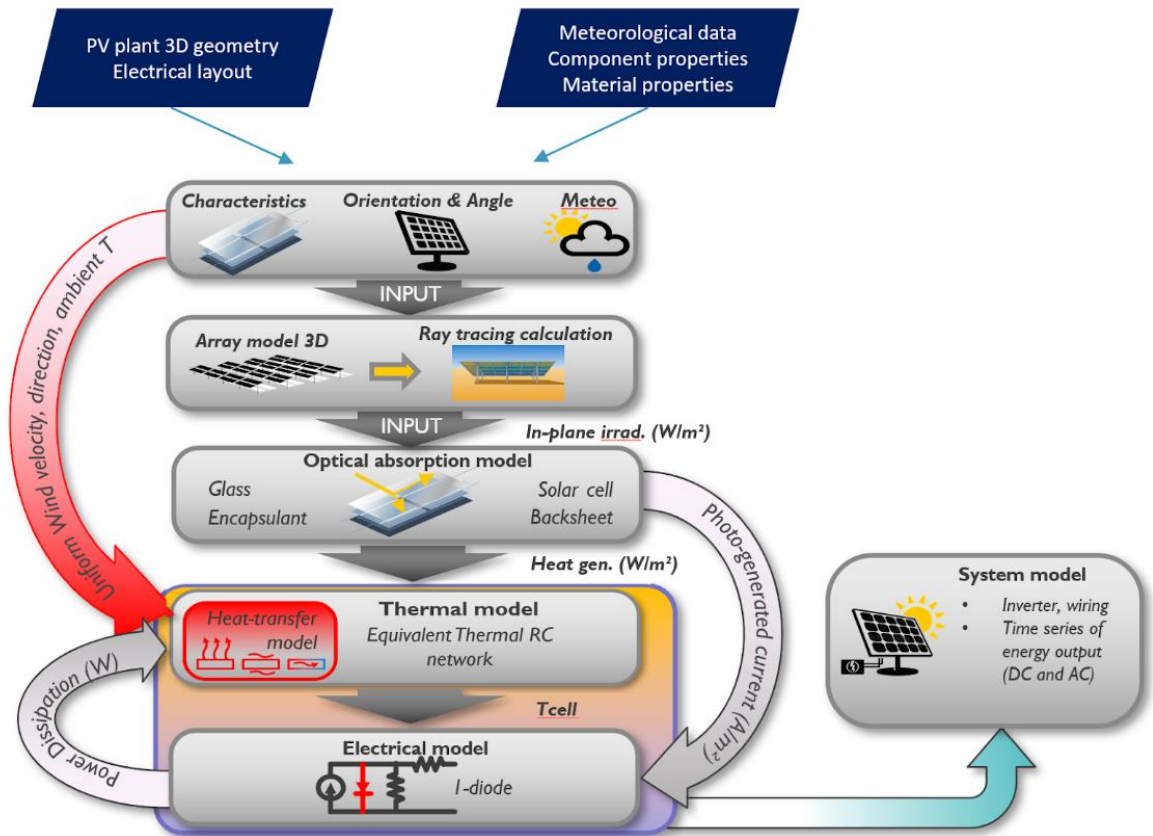 PV plant 3D geometry
Electrical layout
Meteorological data
Component properties
Material properties
Characteristics
Orientation & Angle
Meteo
INPUT
Uniform Wind velocity, direction, ambient T
Array model 3D
Ray tracing calculation
INPUT
In-plane irrad. (W/m²)
Optical absorption model
Glass
Encapsulant
Solar cell
Backsheet
Photo-generated current (A/m²)
Heat gen. (W/m²)
Heat-transfer
model
Thermal model
Equivalent Thermal RC
network
Power Dissipation (W)
Tcell
Electrical model
1-diode
System model
• Inverter, wiring
• Time series of
energy output
(DC and AC)